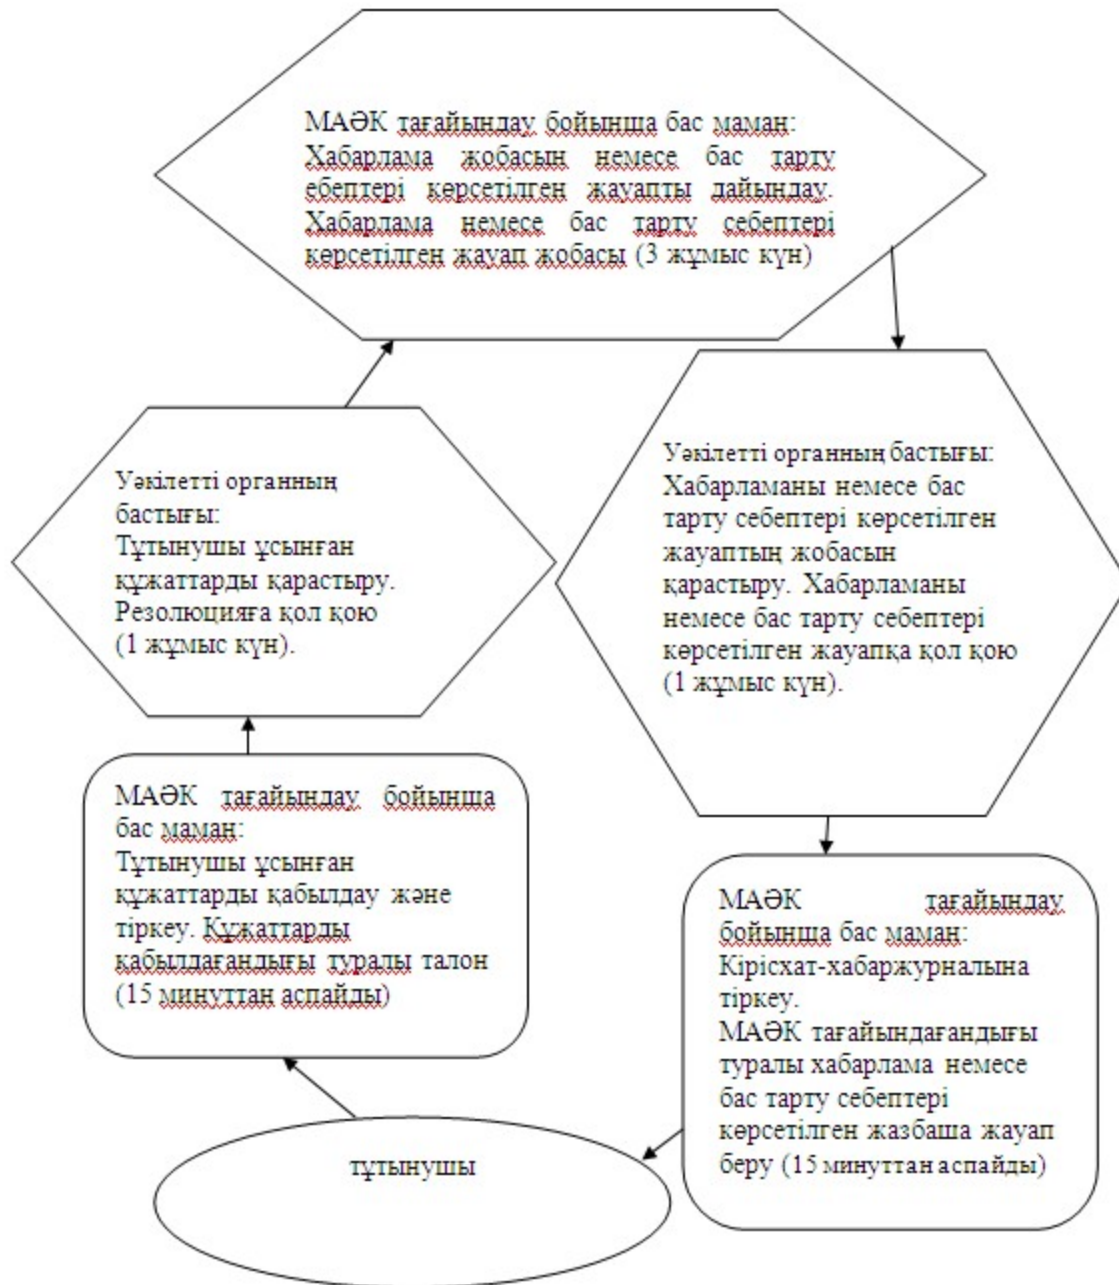 МАӘК тағайындау бойынша бас маман:
Хабарлама жобасын немесе бас тарту
ебептері көрсетілген жауапты дайындау.
Хабарлама немесе бас тарту себептері
көрсетілген жауап жобасы (3 жұмыс күн)
Уәкілетті органның
бастығы:
Тұтынушы ұсынған
құжаттарды қарастыру.
Резолюцияға қол қою
(1 жұмыс күн).
Уәкілетті органның бастығы:
Хабарламаны немесе бас
тарту себептері көрсетілген
жауаптың жобасын
қарастыру. Хабарламаны
немесе бас тарту себептері
көрсетілген жауапқа қол қою
(1 жұмыс күн).
МАӘК тағайындау бойынша
бас маман:
Тұтынушы ұсынған
құжаттарды қабылдау және
тіркеу. Құжаттарды
қабылдағандығы туралы талон
(15 минуттан аспайды)
МАӘК тағайындау
бойынша бас маман:
Кірісхат-хабаржурналына
тіркеу.
МАӘК тағайындағандығы
туралы хабарлама немесе
бас тарту себептері
көрсетілген жазбаша жауап
беру (15 минуттан аспайды)
тұтынушы